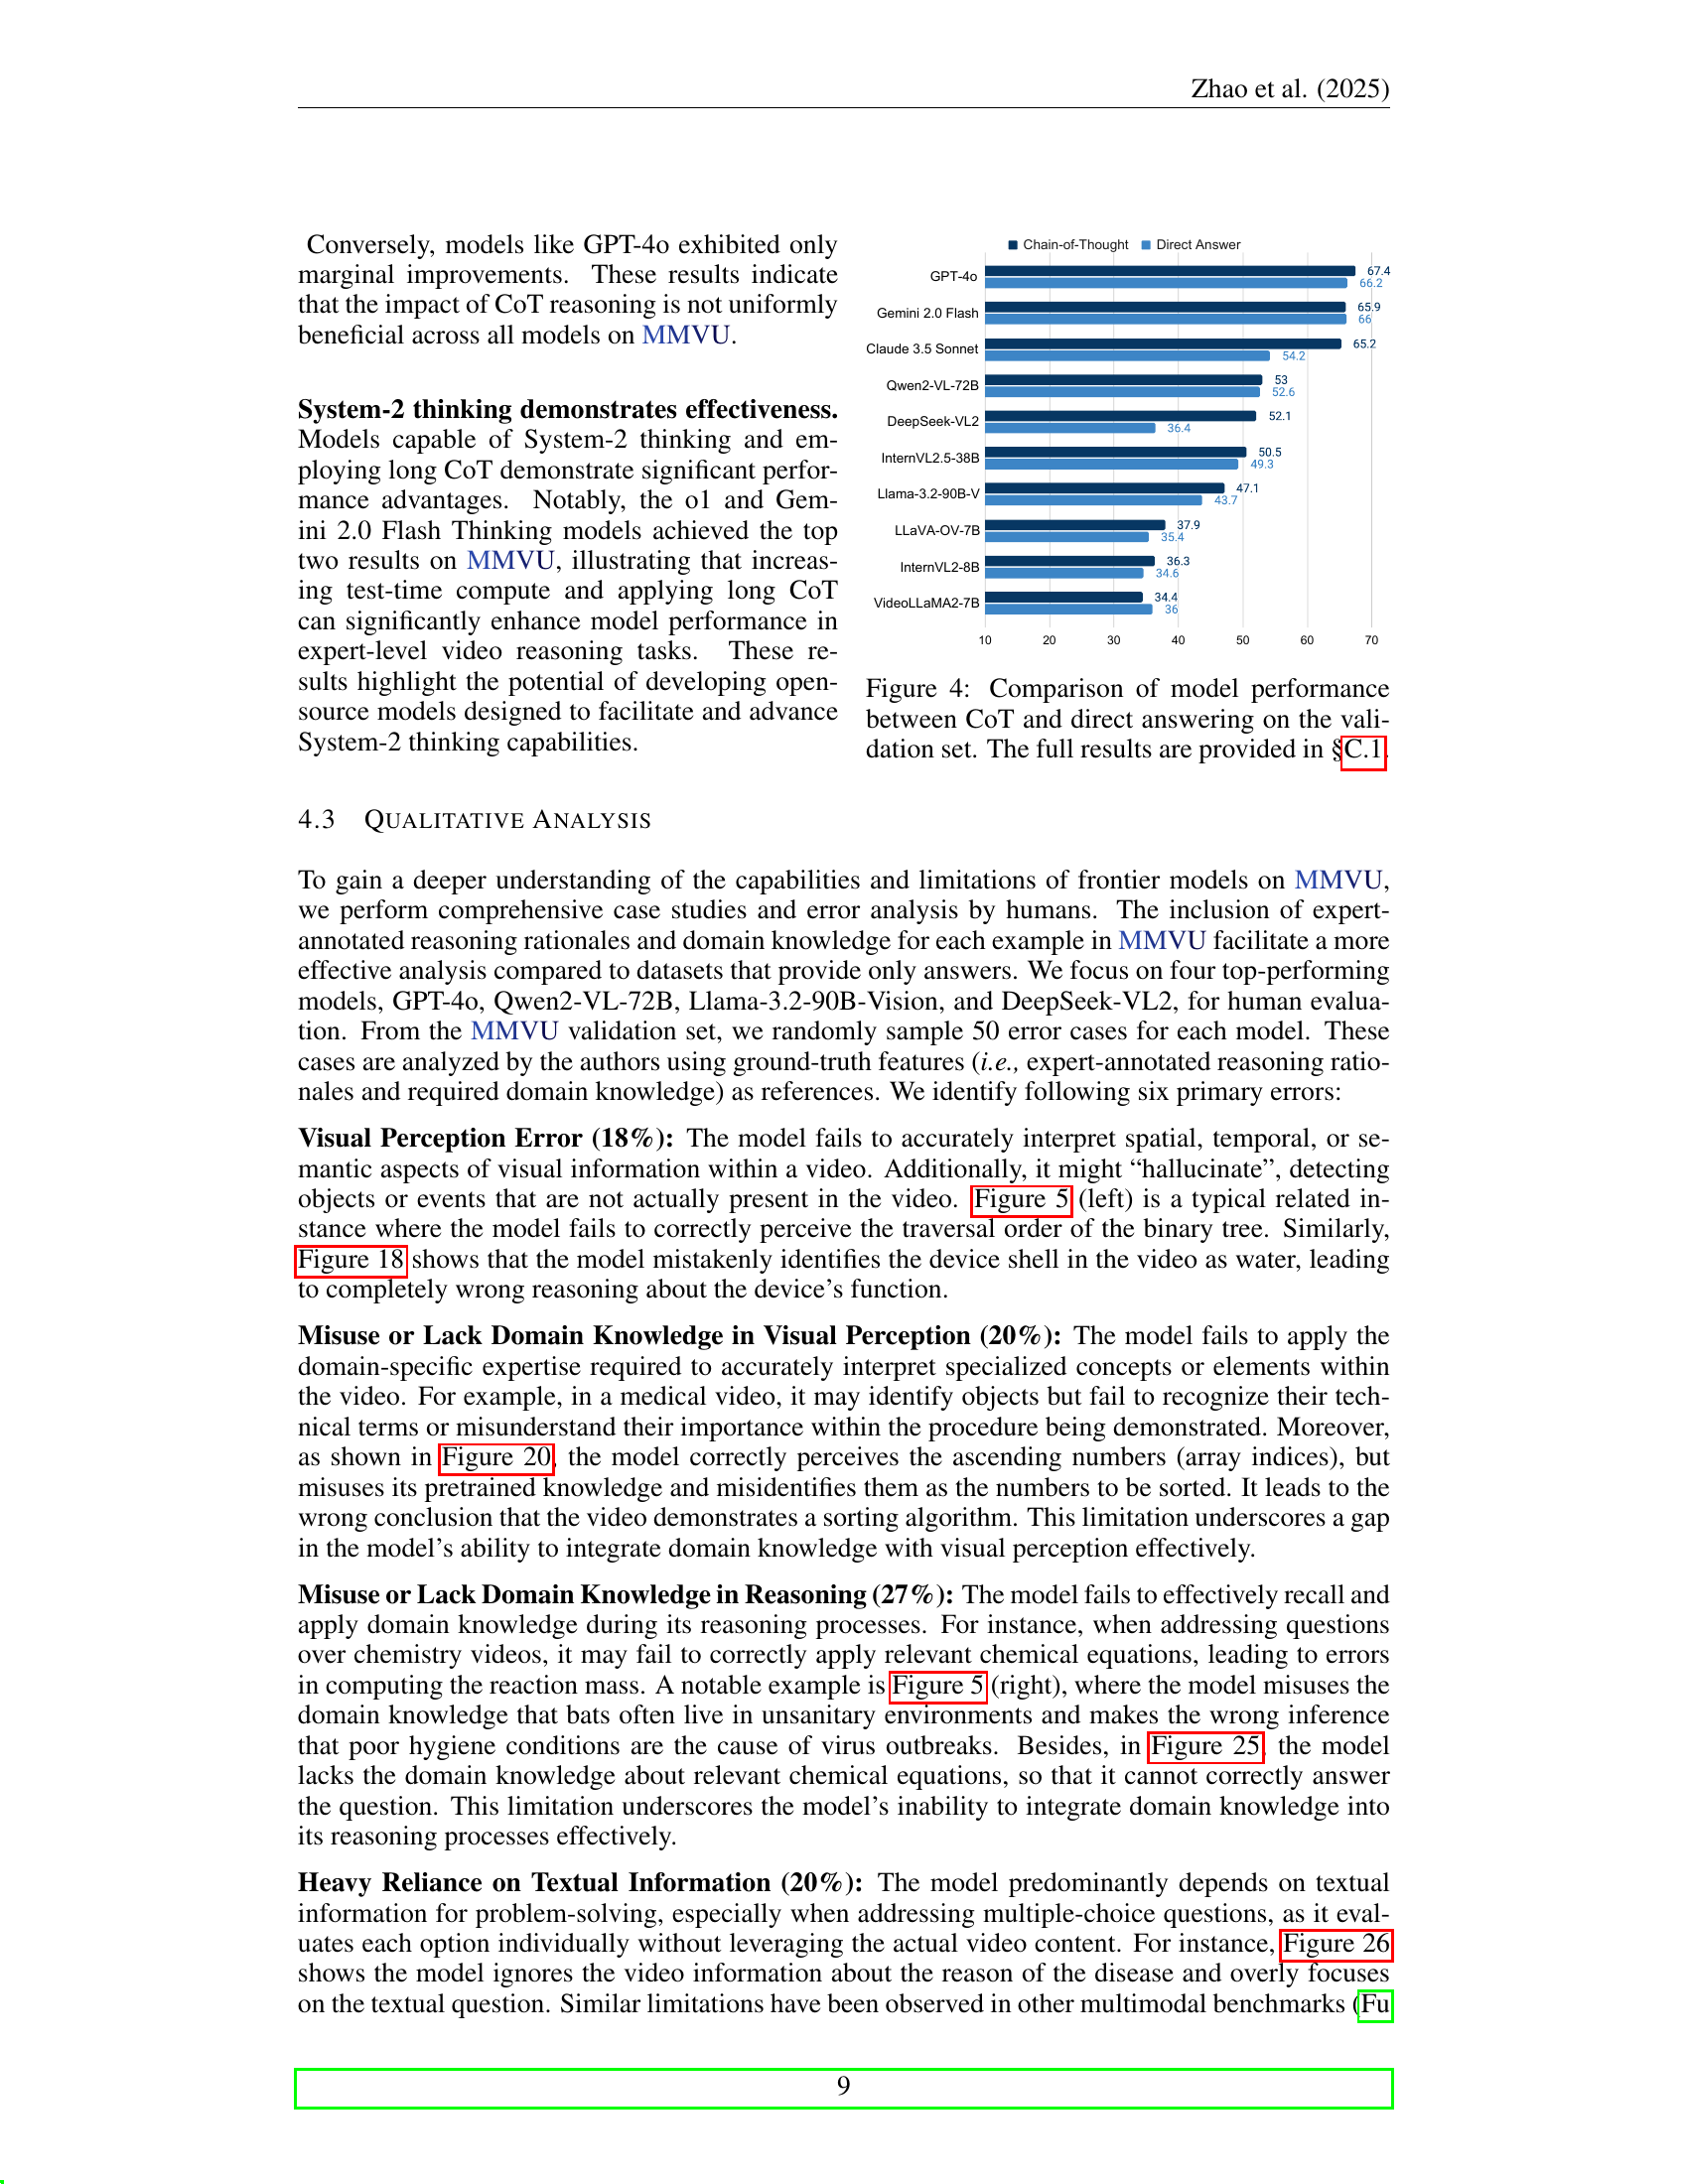 Zhao et al. (2025)
Conversely, models like GPT-4o exhibited only
marginal improvements. These results indicate
that the impact of CoT reasoning is not uniformly
beneficial across all models on MMVU.
System-2 thinking demonstrates effectiveness.
Models capable of System-2 thinking and em-
ploying long CoT demonstrate significant perfor-
mance advantages. Notably, the o1 and Gem-
ini 2.0 Flash Thinking models achieved the top
two results on MMVU, illustrating that increas-
ing test-time compute and applying long CoT
can significantly enhance model performance in
expert-level video reasoning tasks. These re-
sults highlight the potential of developing open-
source models designed to facilitate and advance
System-2 thinking capabilities.
Chain-of-Thought Direct Answer
GPT-4o 67.4
66.2
Gemini 2.0 Flash 65.9
66
Claude 3.5 Sonnet 65.2
54.2
Qwen2-VL-72B 53
52.6
DeepSeek-VL2 52.1
36.4
InternVL2.5-38B 50.5
49.3
Llama-3.2-90B-V 47.1
43.7
LLaVA-OV-7B 37.9
35.4
InternVL2-8B 36.3
34.6
VideoLLaMA2-7B 34.4
36
10 20 30 40 50 60 70
Figure 4: Comparison of model performance
between CoT and direct answering on the vali-
dation set. The full results are provided in §C.1.
4.3 QUALITATIVE ANALYSIS
To gain a deeper understanding of the capabilities and limitations of frontier models on MMVU,
we perform comprehensive case studies and error analysis by humans. The inclusion of expert-
annotated reasoning rationales and domain knowledge for each example in MMVU facilitate a more
effective analysis compared to datasets that provide only answers. We focus on four top-performing
models, GPT-4o, Qwen2-VL-72B, Llama-3.2-90B-Vision, and DeepSeek-VL2, for human evalua-
tion. From the MMVU validation set, we randomly sample 50 error cases for each model. These
cases are analyzed by the authors using ground-truth features (i.e., expert-annotated reasoning ratio-
nales and required domain knowledge) as references. We identify following six primary errors:
Visual Perception Error (18%): The model fails to accurately interpret spatial, temporal, or se-
mantic aspects of visual information within a video. Additionally, it might “hallucinate”, detecting
objects or events that are not actually present in the video. Figure 5 (left) is a typical related in-
stance where the model fails to correctly perceive the traversal order of the binary tree. Similarly,
Figure 18 shows that the model mistakenly identifies the device shell in the video as water, leading
to completely wrong reasoning about the device’s function.
Misuse or Lack Domain Knowledge in Visual Perception (20%): The model fails to apply the
domain-specific expertise required to accurately interpret specialized concepts or elements within
the video. For example, in a medical video, it may identify objects but fail to recognize their tech-
nical terms or misunderstand their importance within the procedure being demonstrated. Moreover,
as shown in Figure 20, the model correctly perceives the ascending numbers (array indices), but
misuses its pretrained knowledge and misidentifies them as the numbers to be sorted. It leads to the
wrong conclusion that the video demonstrates a sorting algorithm. This limitation underscores a gap
in the model’s ability to integrate domain knowledge with visual perception effectively.
Misuse or Lack Domain Knowledge in Reasoning (27%): The model fails to effectively recall and
apply domain knowledge during its reasoning processes. For instance, when addressing questions
over chemistry videos, it may fail to correctly apply relevant chemical equations, leading to errors
in computing the reaction mass. A notable example is Figure 5 (right), where the model misuses the
domain knowledge that bats often live in unsanitary environments and makes the wrong inference
that poor hygiene conditions are the cause of virus outbreaks. Besides, in Figure 25, the model
lacks the domain knowledge about relevant chemical equations, so that it cannot correctly answer
the question. This limitation underscores the model’s inability to integrate domain knowledge into
its reasoning processes effectively.
Heavy Reliance on Textual Information (20%): The model predominantly depends on textual
information for problem-solving, especially when addressing multiple-choice questions, as it eval-
uates each option individually without leveraging the actual video content. For instance, Figure 26
shows the model ignores the video information about the reason of the disease and overly focuses
on the textual question. Similar limitations have been observed in other multimodal benchmarks (Fu
9